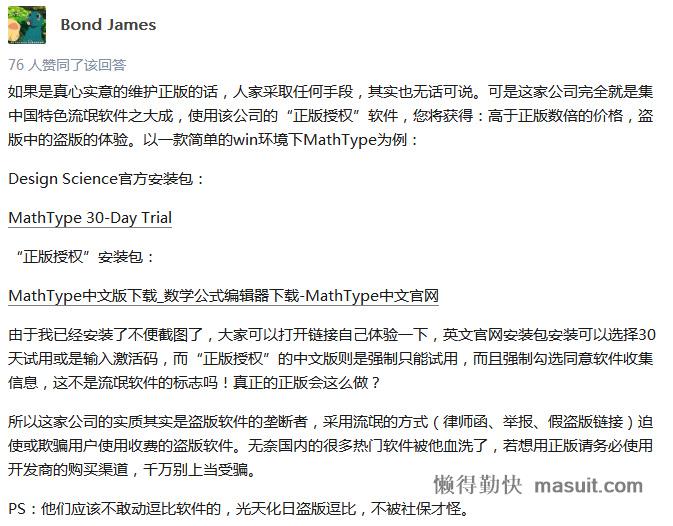 Bond James
76 人赞同了该回答
如果是真心实意的维护正版的话，人家采取任何手段，其实也无话可说。可是这家公司完全就是集
中国特色流氓软件之大成，使用该公司的“正版授权”软件，您将获得：高于正版数倍的价格，盗
版中的盗版的体验。以一款简单的win环境下MathType为例：
Design Science官方安装包：
MathType 30-Day Trial
“正版授权”安装包：
MathType中文版下载_数学公式编辑器下载-MathType中文官网
由于我已经安装了不便截图了，大家可以打开链接自己体验一下，英文官网安装包安装可以选择30
天试用或是输入激活码，而“正版授权”的中文版则是强制只能试用，而且强制勾选同意软件收集
信息，这不是流氓软件的标志吗！真正的正版会这么做？
所以这家公司的实质其实是盗版软件的垄断者，采用流氓的方式（律师函、举报、假盗版链接）迫
使或欺骗用户使用收费的盗版软件。无奈国内的很多热门软件被他血洗了，若想用正版请务必使用
开发商的购买渠道，千万别上当受骗。
懒得勤快 masuit.com
PS：他们应该不敢动逗比软件的，光天化日盗版逗比，不被社保才怪。